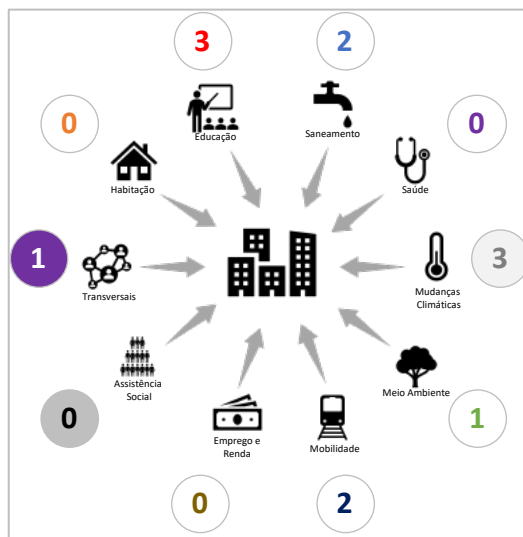 3
2
Educação
Saneamento
0
0
Habitação
Saúde
1
Transversais
3
Mudanças
Climáticas
Assistência
Social
Meio Ambiente
0
Emprego e
Renda
Mobilidade
1
0
2